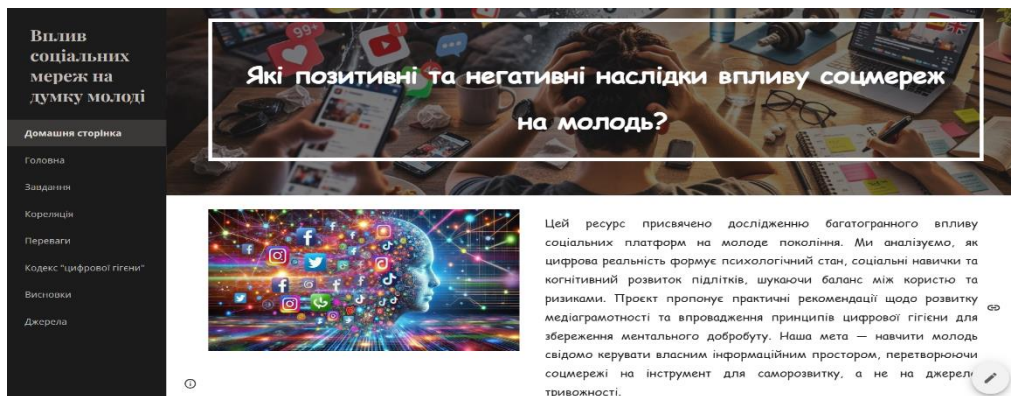 Вплив
соціальних
мереж на
думку молоді
Домашня сторінка
Головна
Завдання
Кореляція
Переваги
Кодекс "цифрової гігєни"
Висновки
Джерела
99+
Які позитивні та негативні наслідки впливу соцмереж
на молодь?
Цей ресурс присвячено дослідженню багатогранного впливу
соціальних платформ на молоде покоління. Ми аналізуємо, як
цифрова реальність формує психологічний стан, соціальні навички та
когнітивний розвиток підлітків, шукаючи баланс між користю та
ризиками. Проєкт пропонує практичні рекомендації щодо розвитку
медіаграмотності та впровадження принципів цифрової гігієни для
збереження ментального добробуту. Наша мета — навчити молодь
свідомо керувати власним інформаційним простором, перетворюючи
соцмережі на інструмент для саморозвитку, а не на джерело
тривожності.